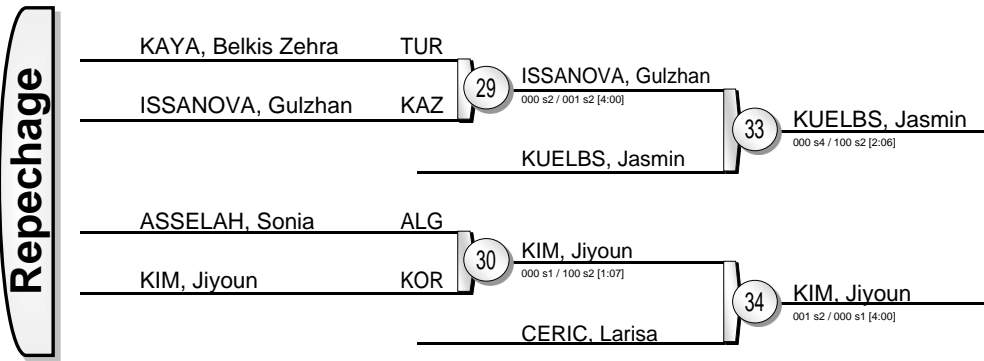 Repechage
KAYA, Belkis Zehra TUR
ISSANOVA, Gulzhan KAZ
29
ISSANOVA, Gulzhan
000 s2 / 001 s2 [4:00]
KUELBS, Jasmin
33
KUELBS, Jasmin
000 s4 / 100 s2 [2:06]
ASSELAH, Sonia ALG
KIM, Jiyoun KOR
30
KIM, Jiyoun
000 s1 / 100 s2 [1:07]
CERIC, Larisa
34
KIM, Jiyoun
001 s2 / 000 s1 [4:00]